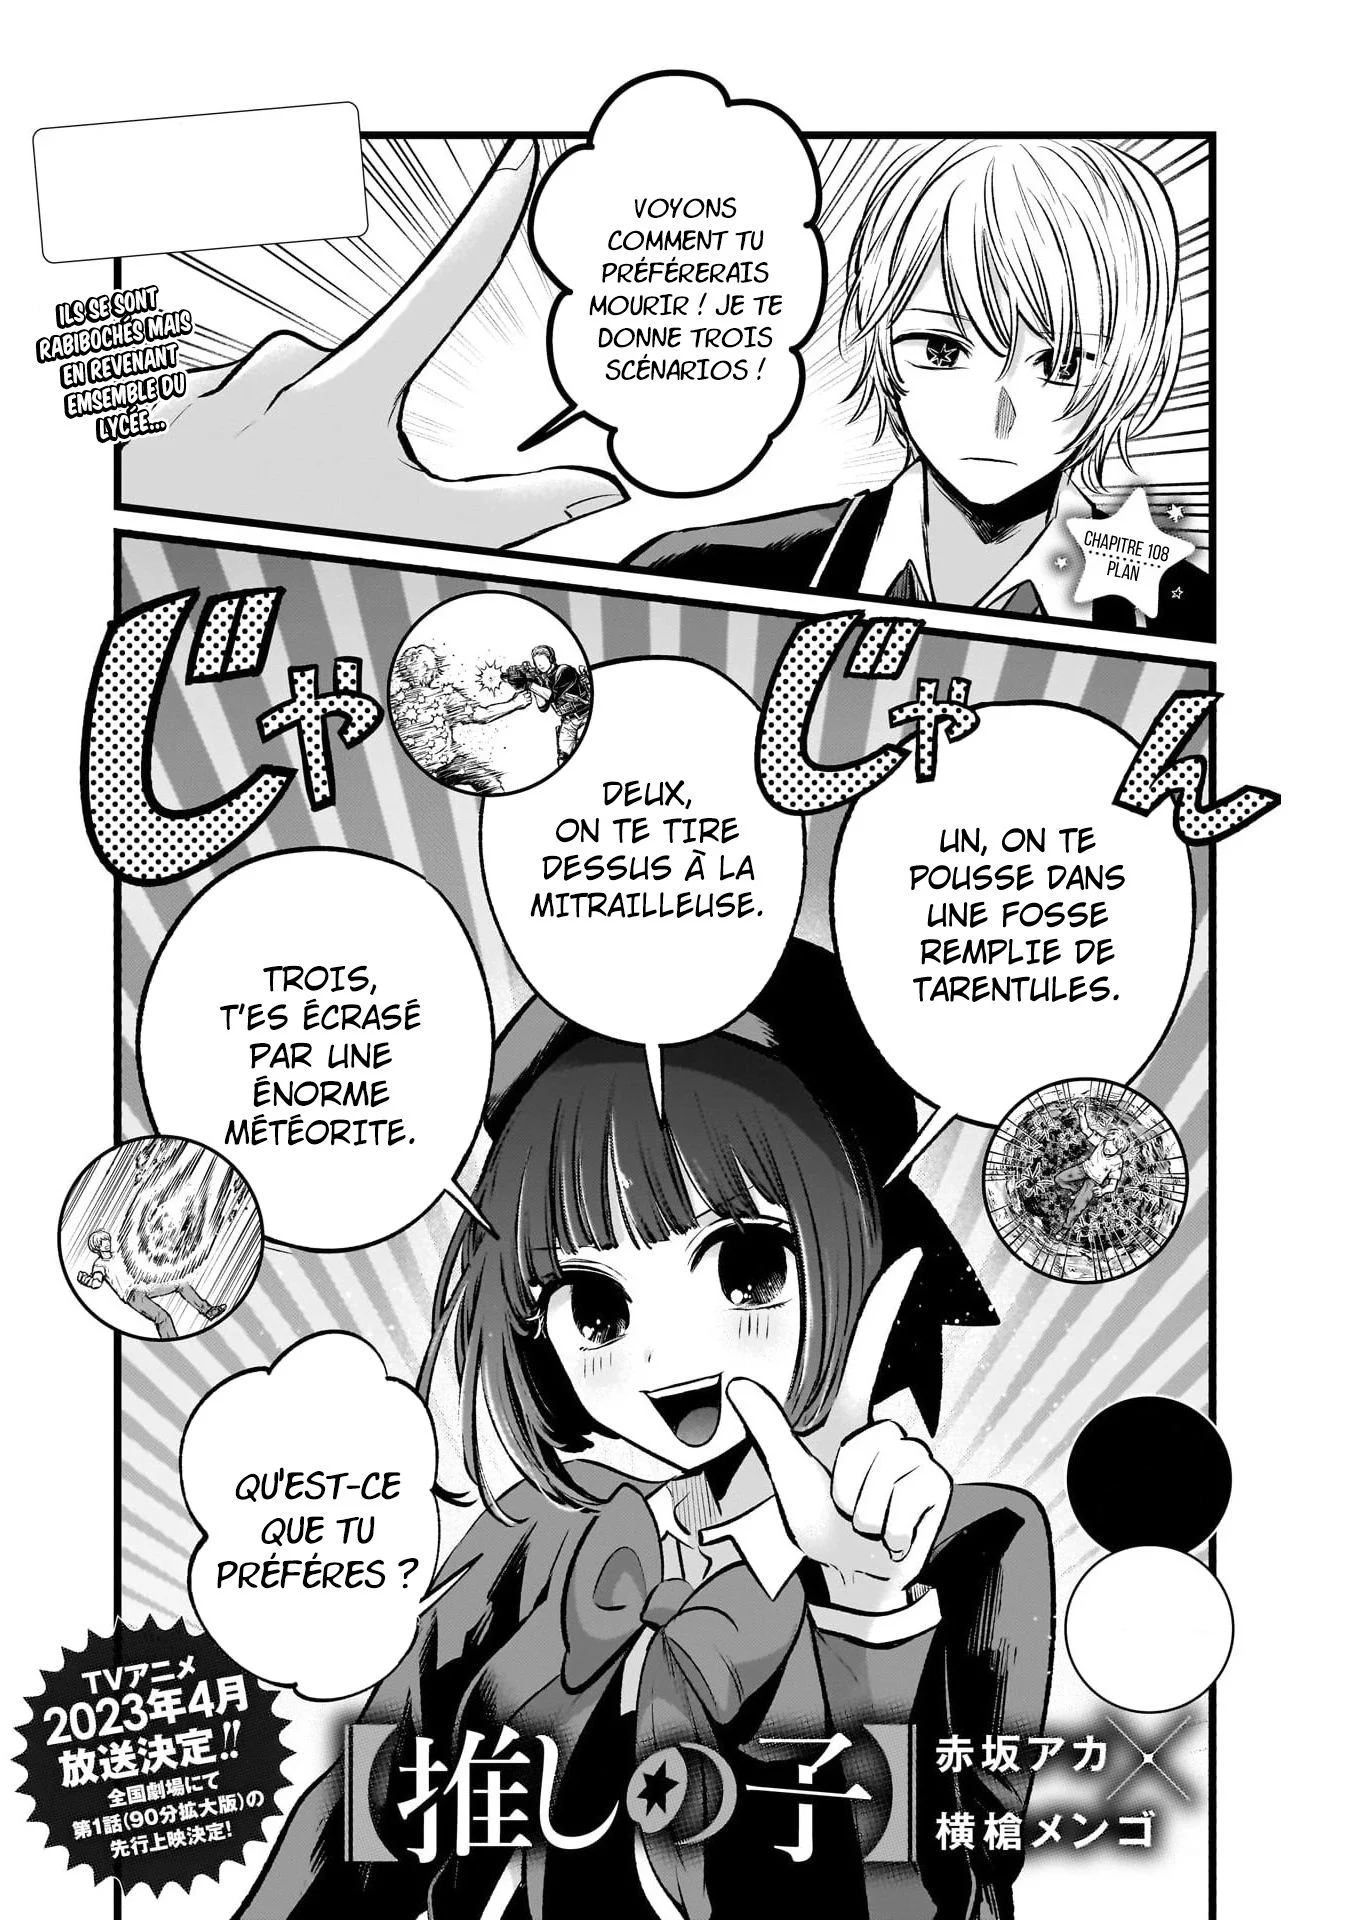 VOYONS
COMMENT TU
PRÉFÉRERAIS
MOURIR ! JE TE
DONNE TROIS
SCÉNARIOS !
ILS SE SONT
RABIBOCHÉS MAIS
EN REVENANT
EMSEMBLE DU
LYCÉE...
CHAPITRE 108
PLAN
じゃじゃん
UN, ON TE
POUSSE DANS
UNE FOSSE
REMPLIE DE
TARENTULES.
DEUX,
ON TE TIRE
DESSUS À LA
MITRAILLEUSE.
TROIS,
T'ES ÉCRASÉ
PAR UNE
ÉNORME
MÉTÉORITE.
QU'EST-CE
QUE TU
PRÉFÉRES ?
TVアニメ
2023年4月
放送決定!!
全国劇場にて
第1話(90分拡大版)の
先行上映決定!
【推しの子】
赤坂アカ×
横槍メンゴ